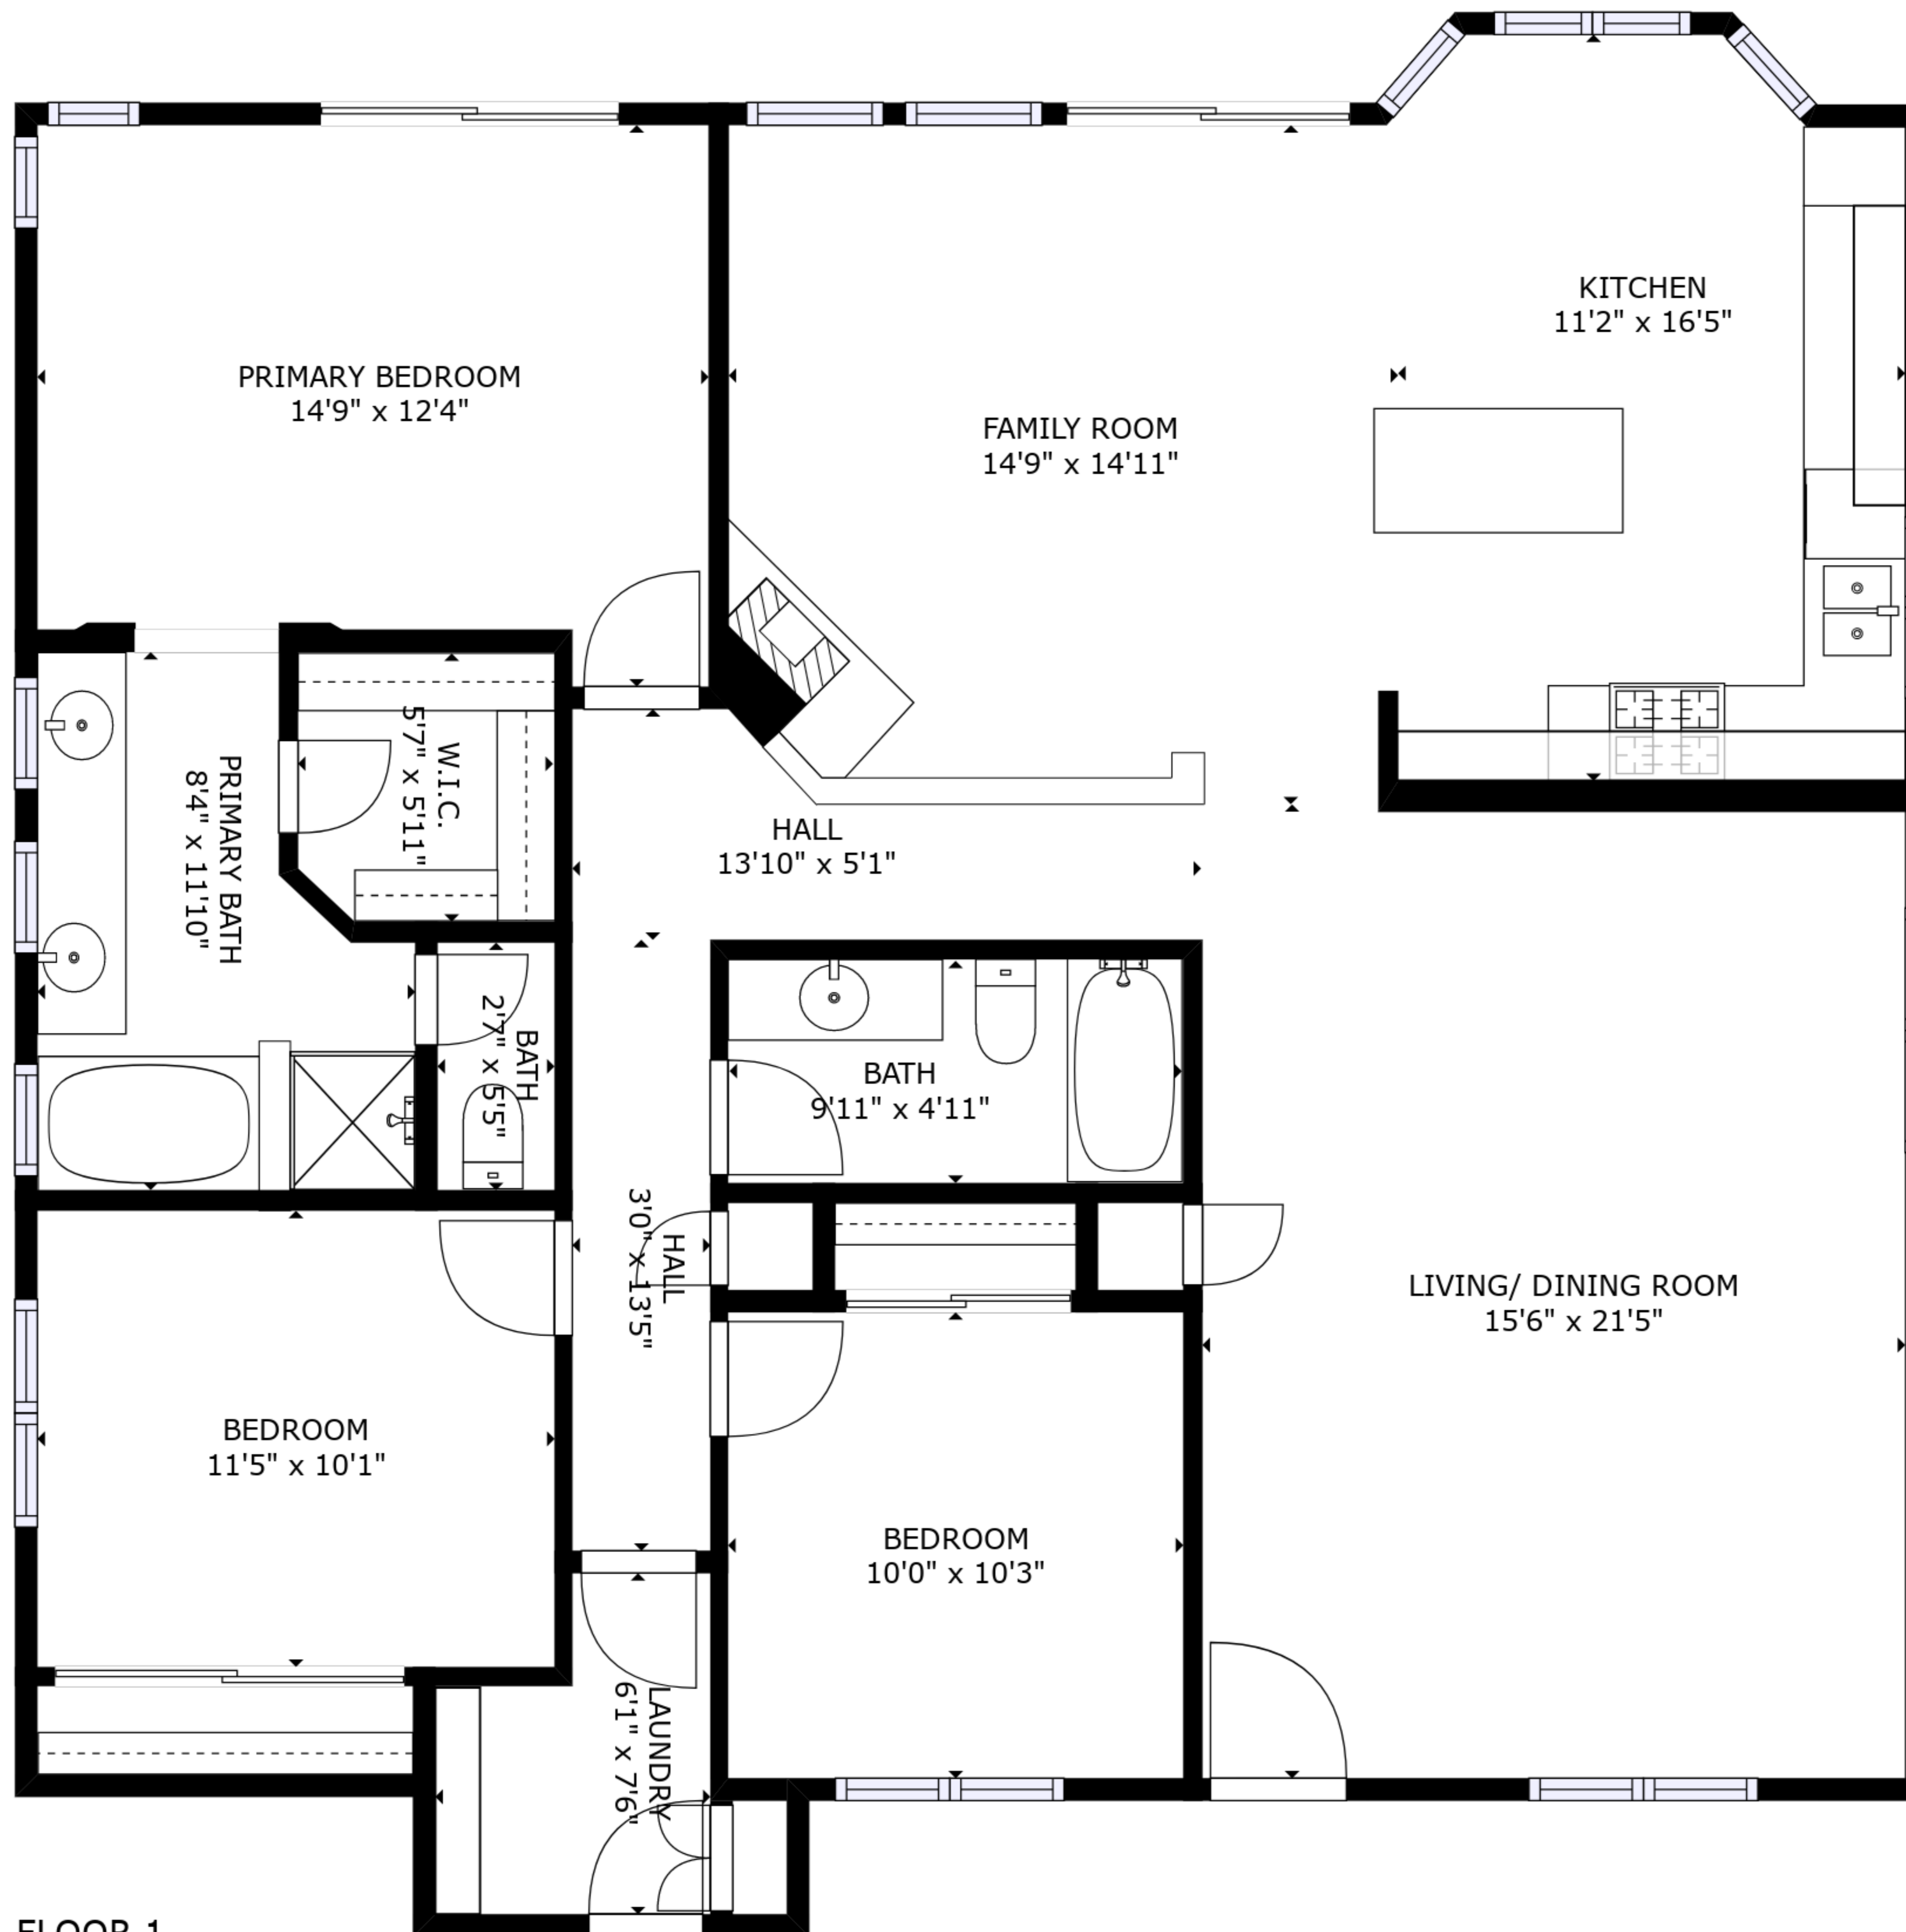 KITCHEN
11'2" x 16'5"
PRIMARY BEDROOM
14'9" x 12'4"
FAMILY ROOM
14'9" x 14'11"
W.I.C.
5'7" x 5'11"
PRIMARY BATH
8'4" x 11'10"
HALL
13'10" x 5'1"
BATH
2'7" x 5'5"
BATH
9'11" x 4'11"
HALL
3'0" x 13'5"
LIVING/ DINING ROOM
15'6" x 21'5"
BEDROOM
11'5" x 10'1"
BEDROOM
10'0" x 10'3"
LAUNDRY
6'1" x 7'6"
FLOOR 1